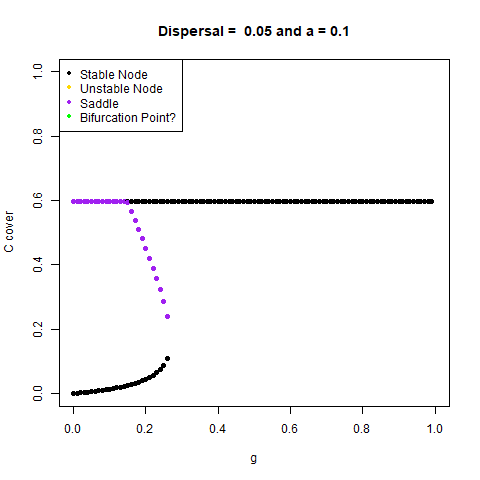 Dispersal = 0.05 and a = 0.1
Stable Node
Unstable Node
Saddle
Bifurcation Point?
C cover
1.0
0.8
0.6
0.4
0.2
0.0
0.0 0.2 0.4 0.6 0.8 1.0
g